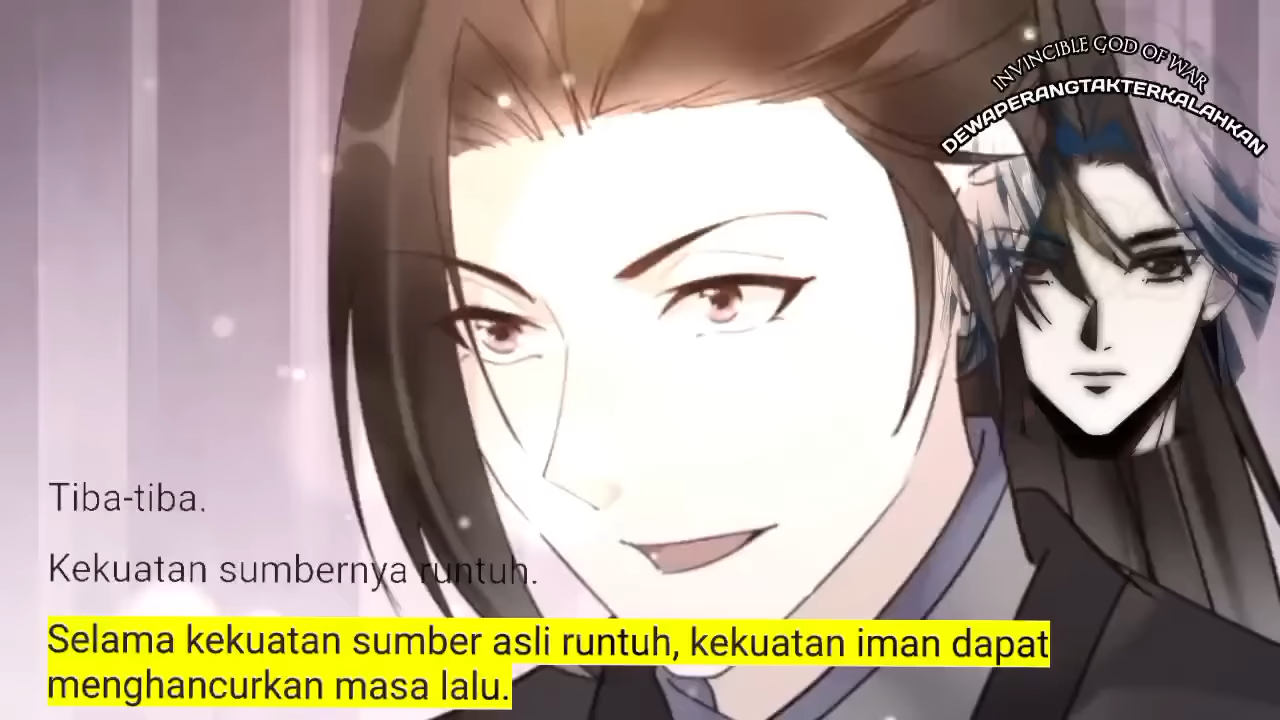 INVINCIBLE GOD OF WAR
DEWAPERANGTAKTERKALAHKAN
Tiba-tiba.
Kekuatan sumbernya runtuh.
Selama kekuatan sumber asli runtuh, kekuatan iman dapat
menghancurkan masa lalu.